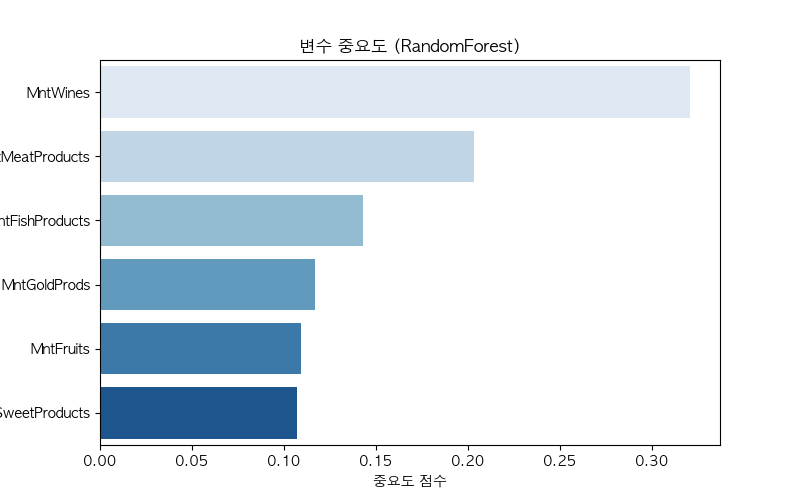 변수 중요도 (RandomForest)
MntWines
tMeatProducts
ntFishProducts
MntGoldProds
MntFruits
SweetProducts
0.00 0.05 0.10 0.15 0.20 0.25 0.30
중요도 점수